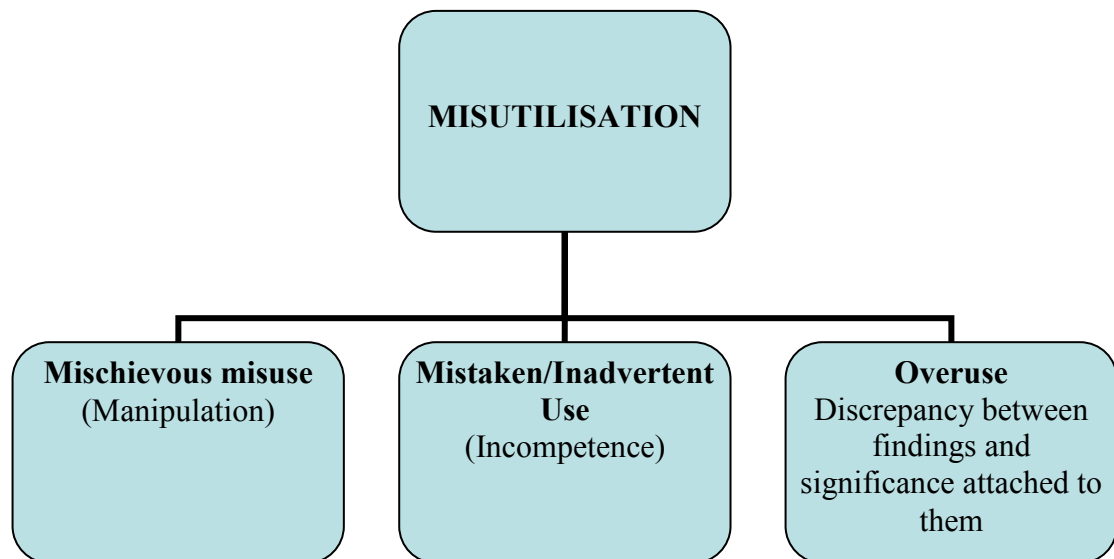 MISUTILISATION
Mischievous misuse
(Manipulation)
Mistaken/Inadvertent
Use
(Incompetence)
Overuse
Discrepancy between
findings and
significance attached to
them